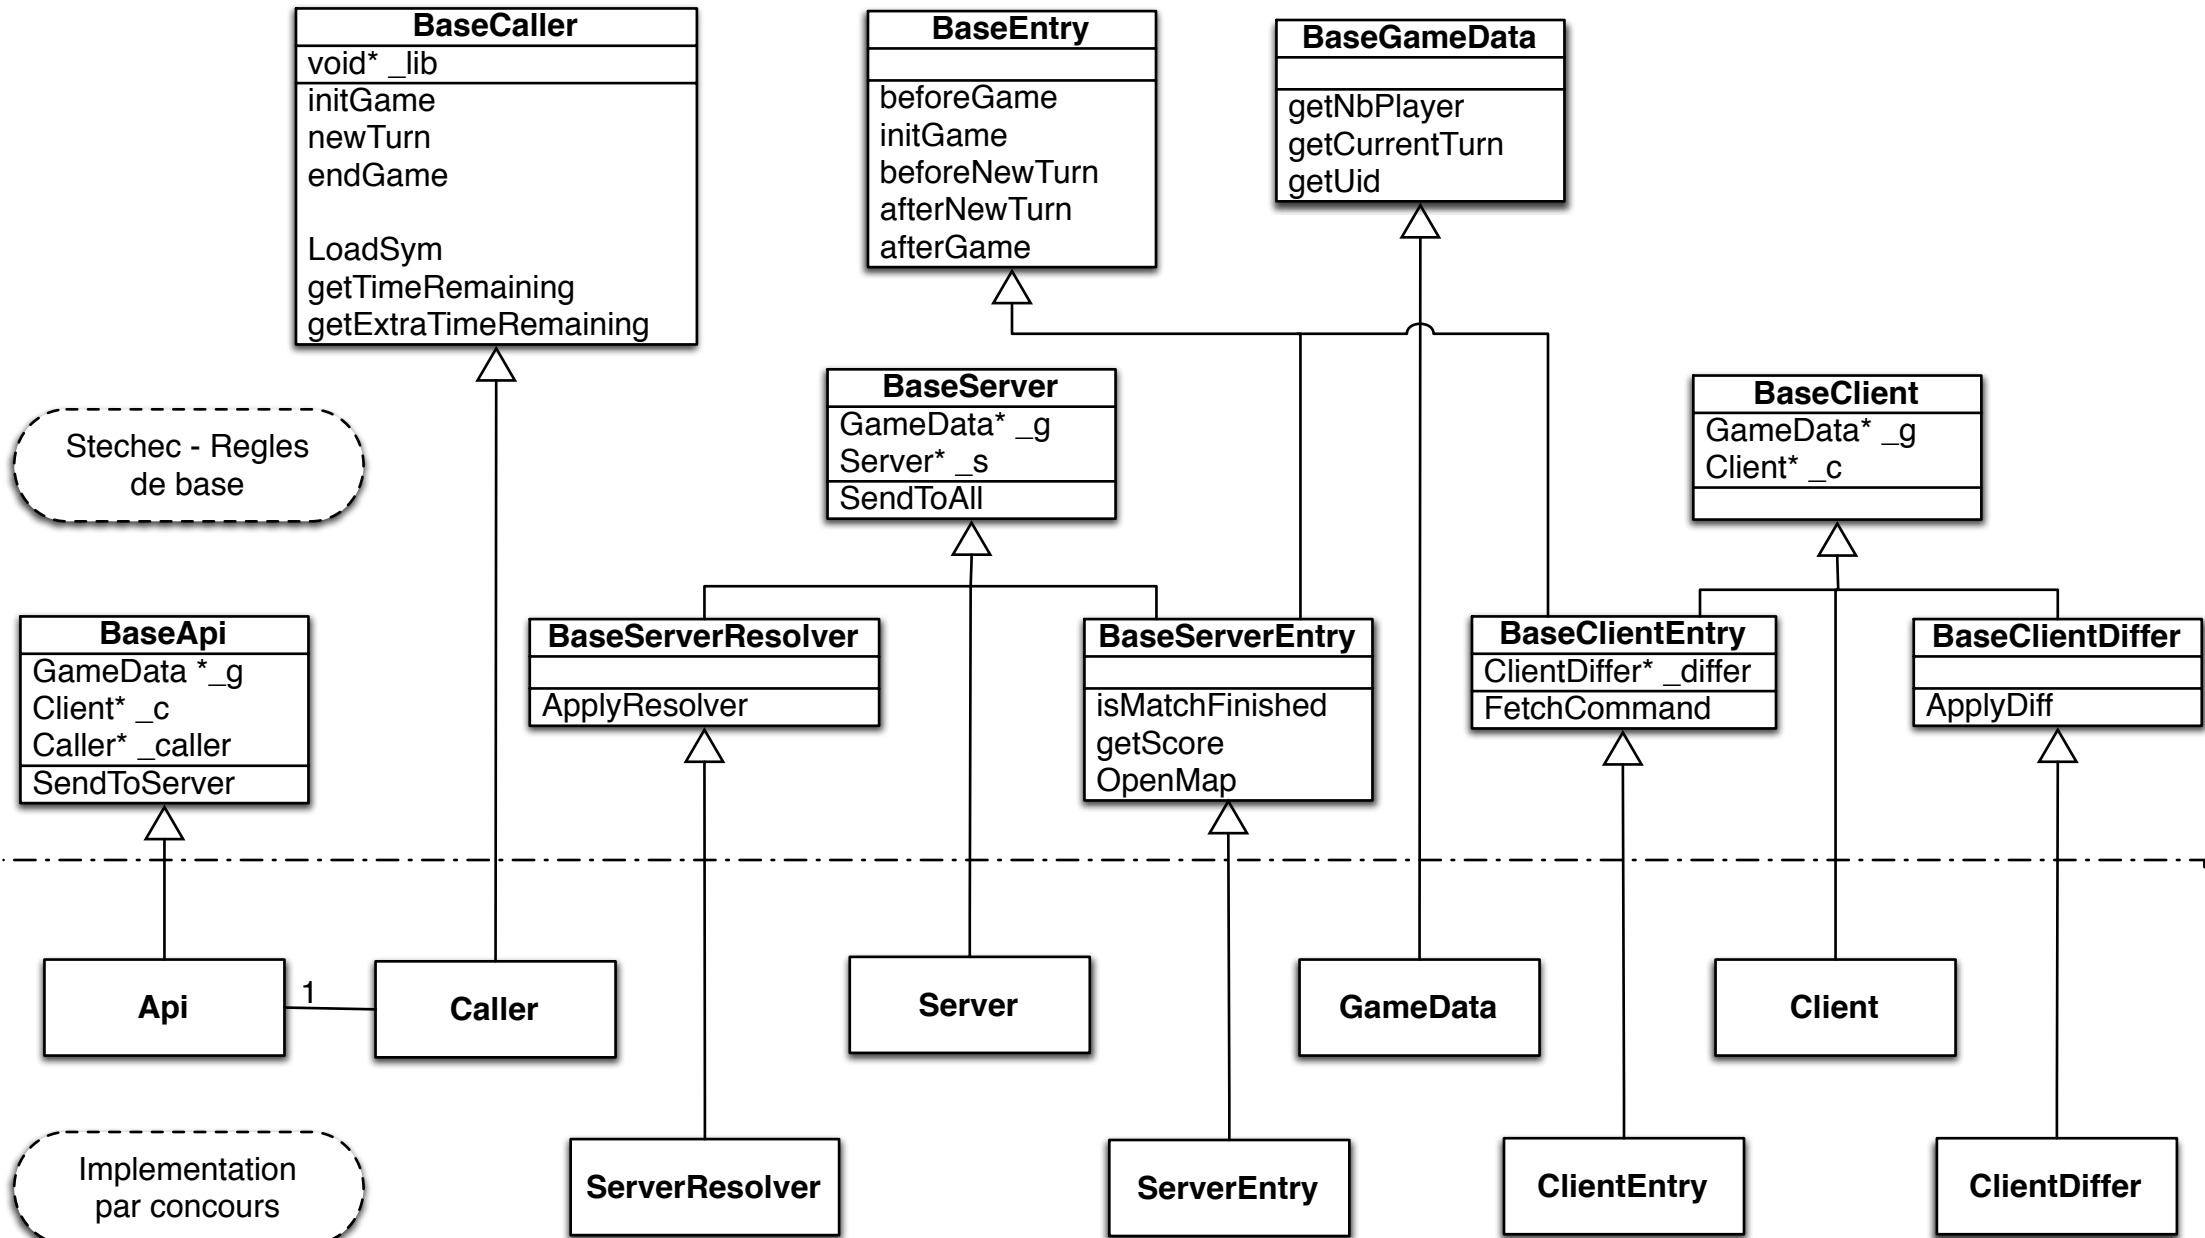 BaseCaller
void* _lib
initGame
newTurn
endGame
LoadSym
getTimeRemaining
getExtraTimeRemaining
BaseEntry
beforeGame
initGame
beforeNewTurn
afterNewTurn
afterGame
BaseGameData
getNbPlayer
getCurrentTurn
getUid
Stechec - Regles
de base
BaseServer
GameData* _g
Server* _s
SendToAll
BaseClient
GameData* _g
Client* _c
BaseApi
GameData *_g
Client* _c
Caller* _caller
SendToServer
BaseServerResolver
ApplyResolver
BaseServerEntry
isMatchFinished
getScore
OpenMap
BaseClientEntry
ClientDiffer* _differ
FetchCommand
BaseClientDiffer
ApplyDiff
Api
1
Caller
Server
GameData
Client
Implementation
par concours
ServerResolver
ServerEntry
ClientEntry
ClientDiffer